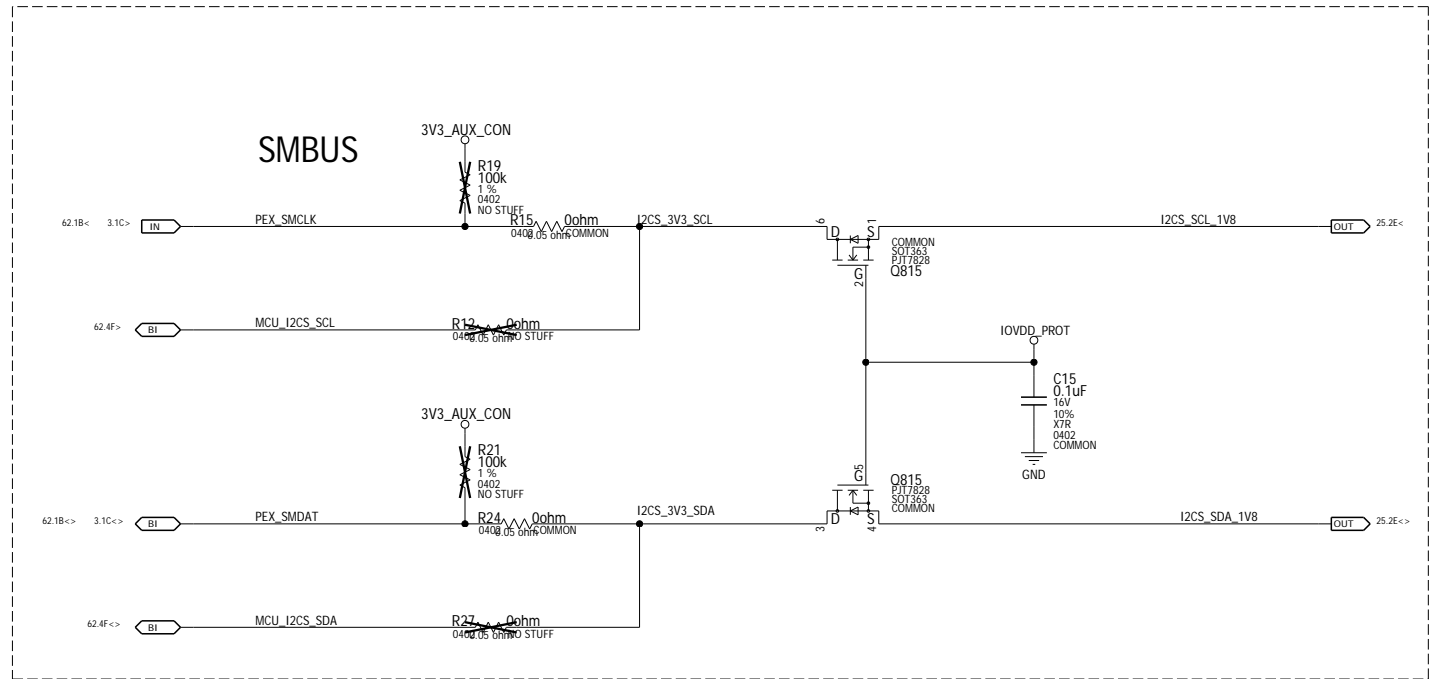 SMBUS
3V3_AUX_CON
R19
100k
1 %
0402
NO STUFF
62.1B< 3.1C> IN PEX_SMCLK
R15 0ohm
0402 0.05 ohm COMMON
I2CS_3V3_SCL
6 D S 1
G
2
COMMON
SOT363
PJT7828
Q815
I2CS_SCL_1V8
OUT 25.2E<
62.4F> BI MCU_I2CS_SCL
R12 0ohm
0402 0.05 ohm NO STUFF
IOVDD_PROT
C15
0.1uF
16V
10%
X7R
0402
COMMON
GND
3V3_AUX_CON
R21
100k
1 %
0402
NO STUFF
62.1B<> 3.1C<> BI PEX_SMDAT
R24 0ohm
0402 0.05 ohm COMMON
I2CS_3V3_SDA
G 5
3 D S 4
Q815
PJT7828
SOT363
COMMON
I2CS_SDA_1V8
OUT 25.2E<>
62.4F<> BI MCU_I2CS_SDA
R27 0ohm
0402 0.05 ohm NO STUFF